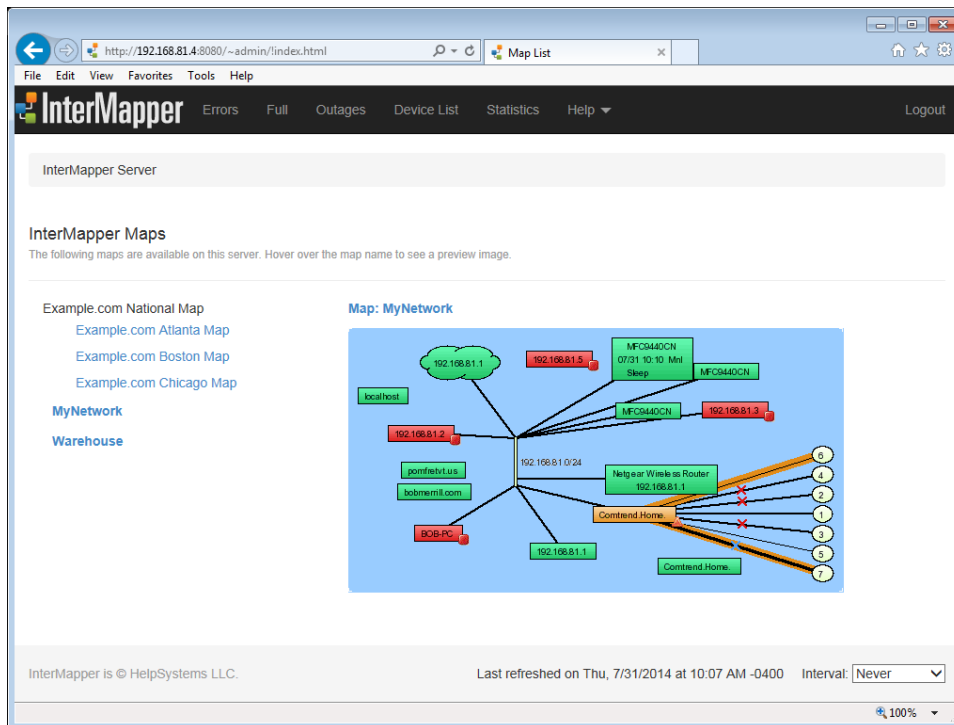 http://192.168.81.4:8080/~admin/!index.html
Map List
File Edit View Favorites Tools Help
InterMapper Errors Full Outages Device List Statistics Help Logout
InterMapper Server
InterMapper Maps
The following maps are available on this server. Hover over the map name to see a preview image.
Example.com National Map
Example.com Atlanta Map
Example.com Boston Map
Example.com Chicago Map
MyNetwork
Warehouse
Map: MyNetwork
192.168.81.1
192.168.81.5
MFC9440CN
07/31 10:10 Mnl
Sleep
MFC9440CN
localhost
MFC9440CN
192.168.81.3
192.168.81.2
192.168.81.0/24
pomfretvt.us
bobmerrill.com
Netgear Wireless Router
192.168.81.1
Comtrend.Home.
BOB-PC
192.168.81.1
Comtrend.Home.
6
4
2
1
3
5
7
InterMapper is © HelpSystems LLC.
Last refreshed on Thu, 7/31/2014 at 10:07 AM -0400 Interval: Never
100%